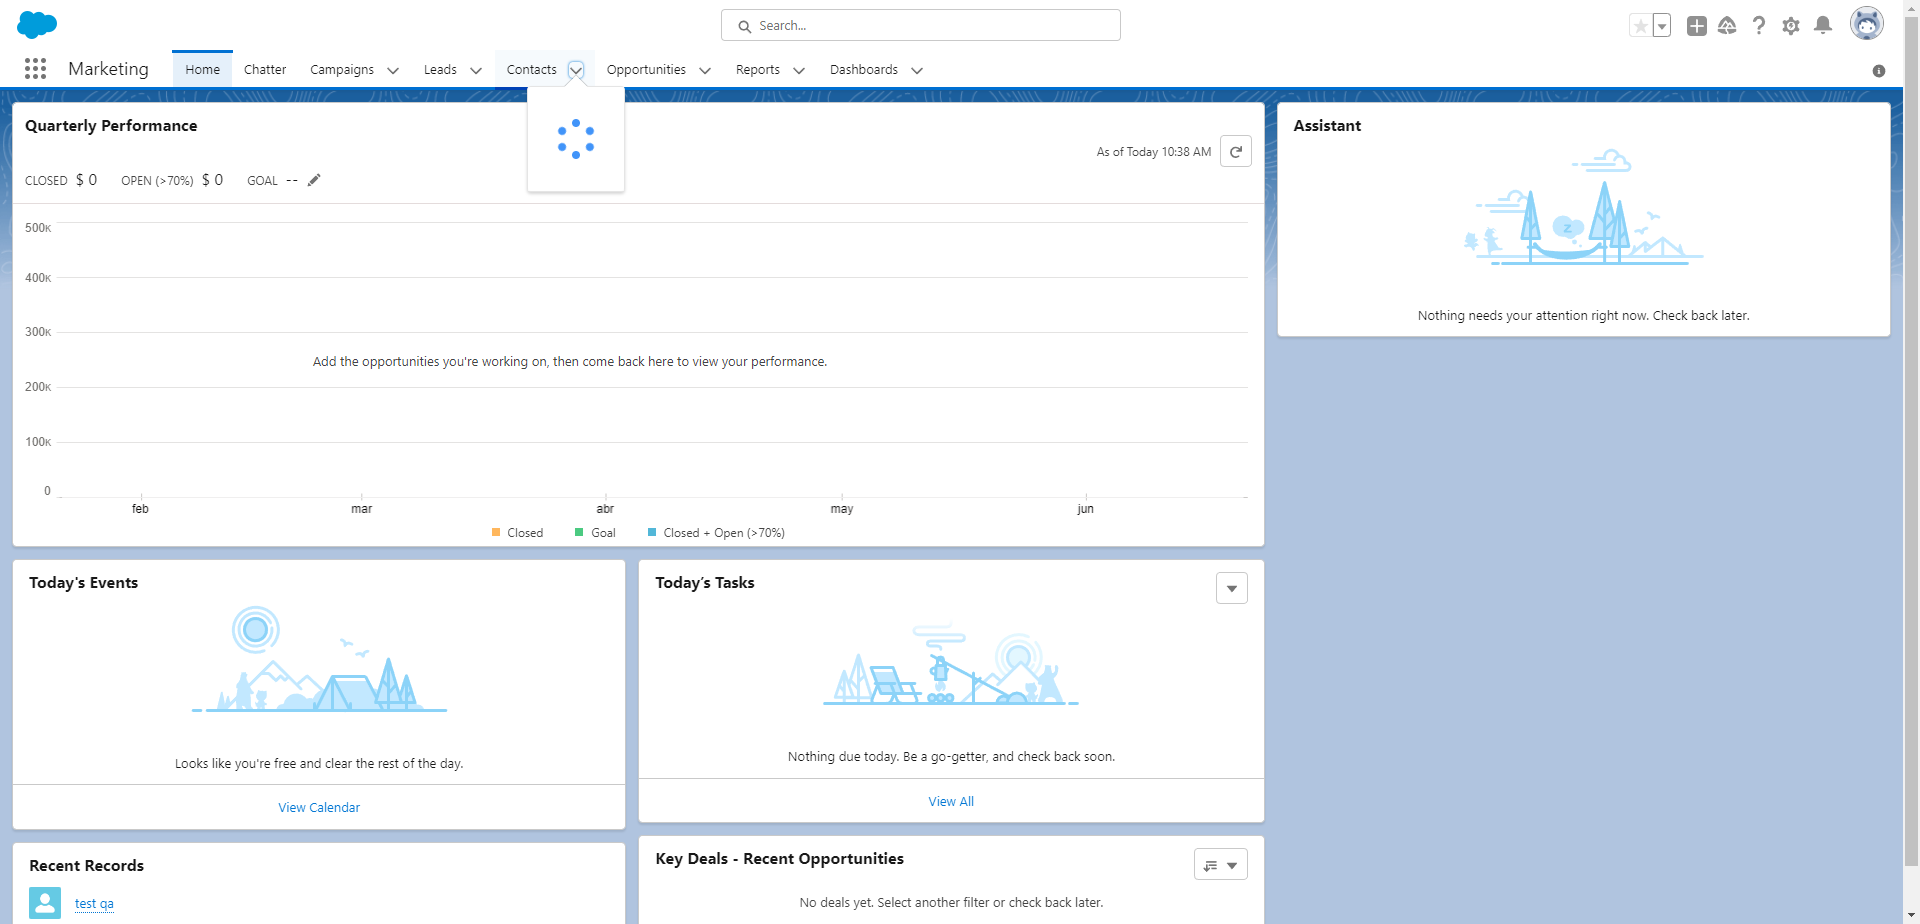 Search...
Marketing
Home
Chatter
Campaigns
Leads
Contacts
Opportunities
Reports
Dashboards
Quarterly Performance
As of Today 10:38 AM
CLOSED $ 0 OPEN (>70%) $ 0 GOAL --
500K
400K
300K
200K
100K
0
Add the opportunities you're working on, then come back here to view your performance.
feb mar abr may jun
Closed Goal Closed + Open (>70%)
Assistant
z
Nothing needs your attention right now. Check back later.
Today's Events
Looks like you're free and clear the rest of the day.
View Calendar
Today’s Tasks
Nothing due today. Be a go-getter, and check back soon.
View All
Recent Records
test qa
Key Deals - Recent Opportunities
No deals yet. Select another filter or check back later.